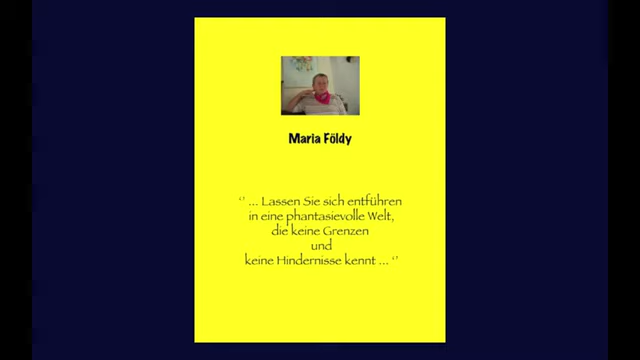 Maria Földy
“ ... Lassen Sie sich entführen
in eine phantasievolle Welt,
die keine Grenzen
und
keine Hindernisse kennt ... “